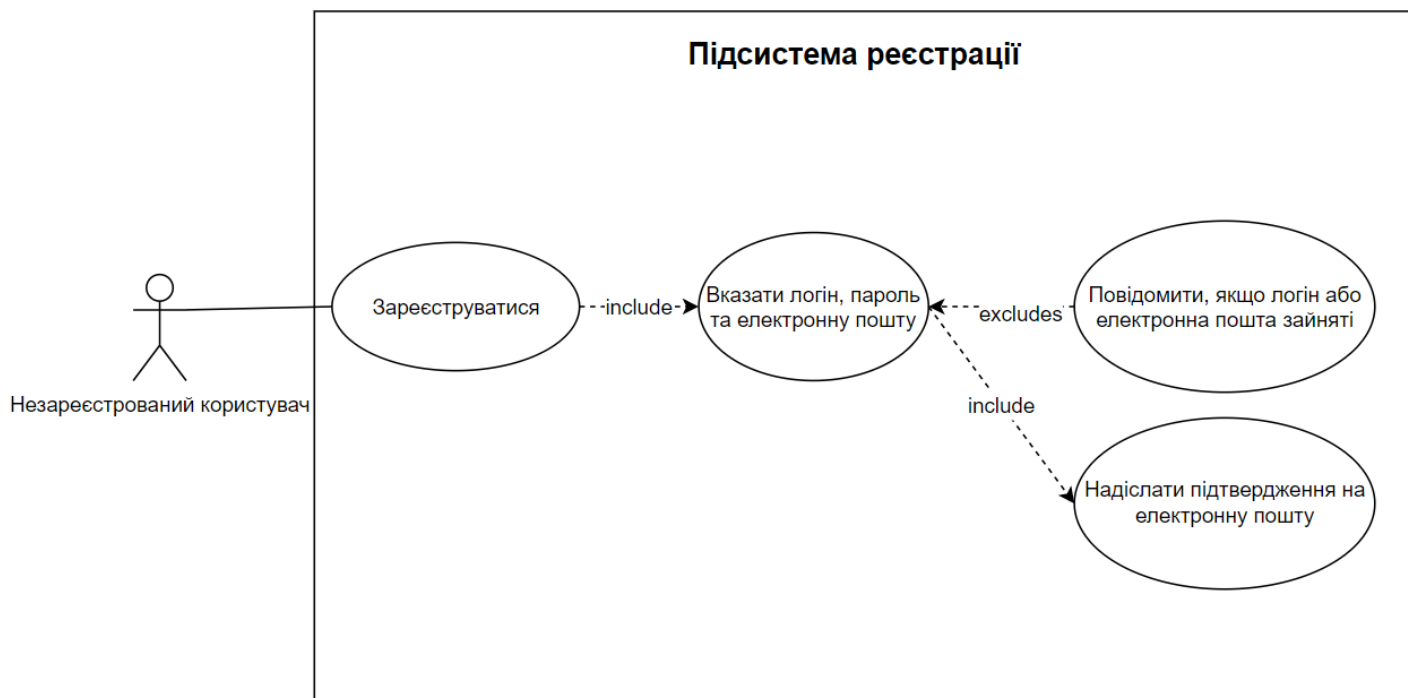 Підсистема реєстрації
Незареєстрований користувач
Зареєструватися
include
Вказати логін, пароль
та електронну пошту
excludes
Повідомити, якщо логін або
електронна пошта зайняті
include
Надіслати підтвердження на
електронну пошту